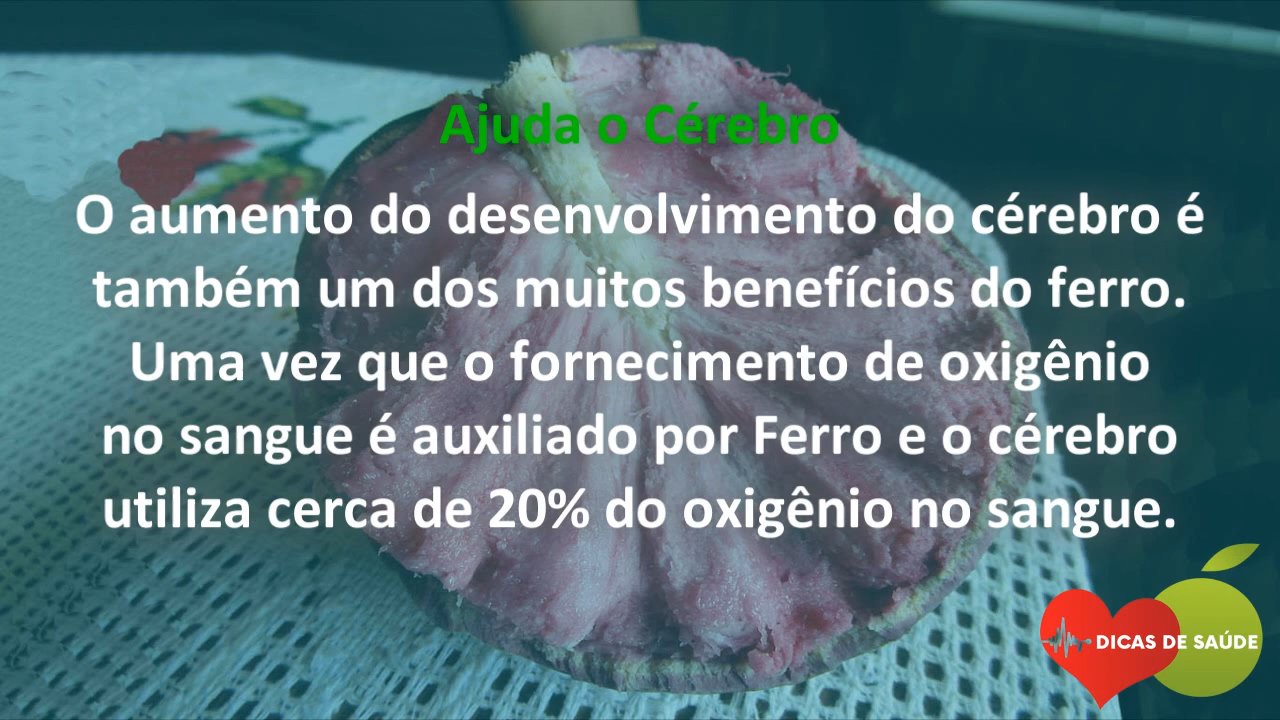 Ajuda o Cérebro
O aumento do desenvolvimento do cérebro é
também um dos muitos benefícios do ferro.
Uma vez que o fornecimento de oxigênio
no sangue é auxiliado por Ferro e o cérebro
utiliza cerca de 20% do oxigênio no sangue.
DICAS DE SAÚDE